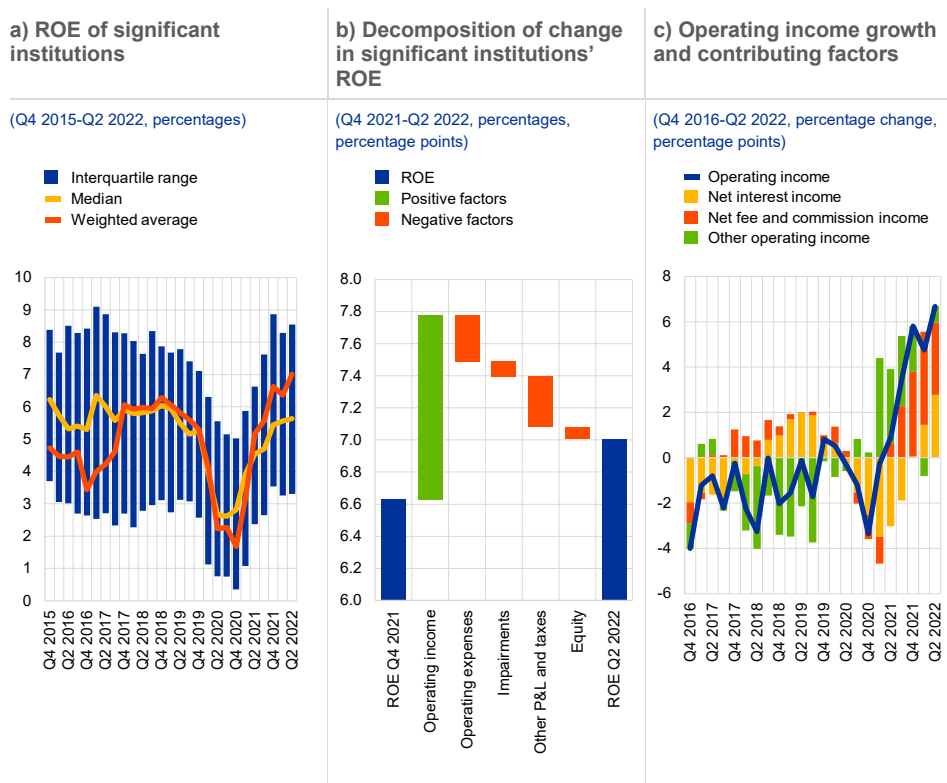 a) ROE of significant
institutions
(Q4 2015-Q2 2022, percentages)
Interquartile range
Median
Weighted average
10
9
8
7
6
5
4
3
2
1
0
Q4 2015
Q2 2016
Q4 2016
Q2 2017
Q4 2017
Q2 2018
Q4 2018
Q2 2019
Q4 2019
Q2 2020
Q4 2020
Q2 2021
Q4 2021
Q2 2022
b) Decomposition of change
in significant institutions’
ROE
(Q4 2021-Q2 2022, percentages,
percentage points)
ROE
Positive factors
Negative factors
8.0
7.8
7.6
7.4
7.2
7.0
6.8
6.6
6.4
6.2
6.0
ROE Q4 2021
Operating income
Operating expenses
Impairments
Other P&L and taxes
Equity
ROE Q2 2022
c) Operating income growth
and contributing factors
(Q4 2016-Q2 2022, percentage change,
percentage points)
Operating income
Net interest income
Net fee and commission income
Other operating income
8
6
4
2
0
-2
-4
-6
Q4 2016
Q2 2017
Q4 2017
Q2 2018
Q4 2018
Q2 2019
Q4 2019
Q2 2020
Q4 2020
Q2 2021
Q4 2021
Q2 2022